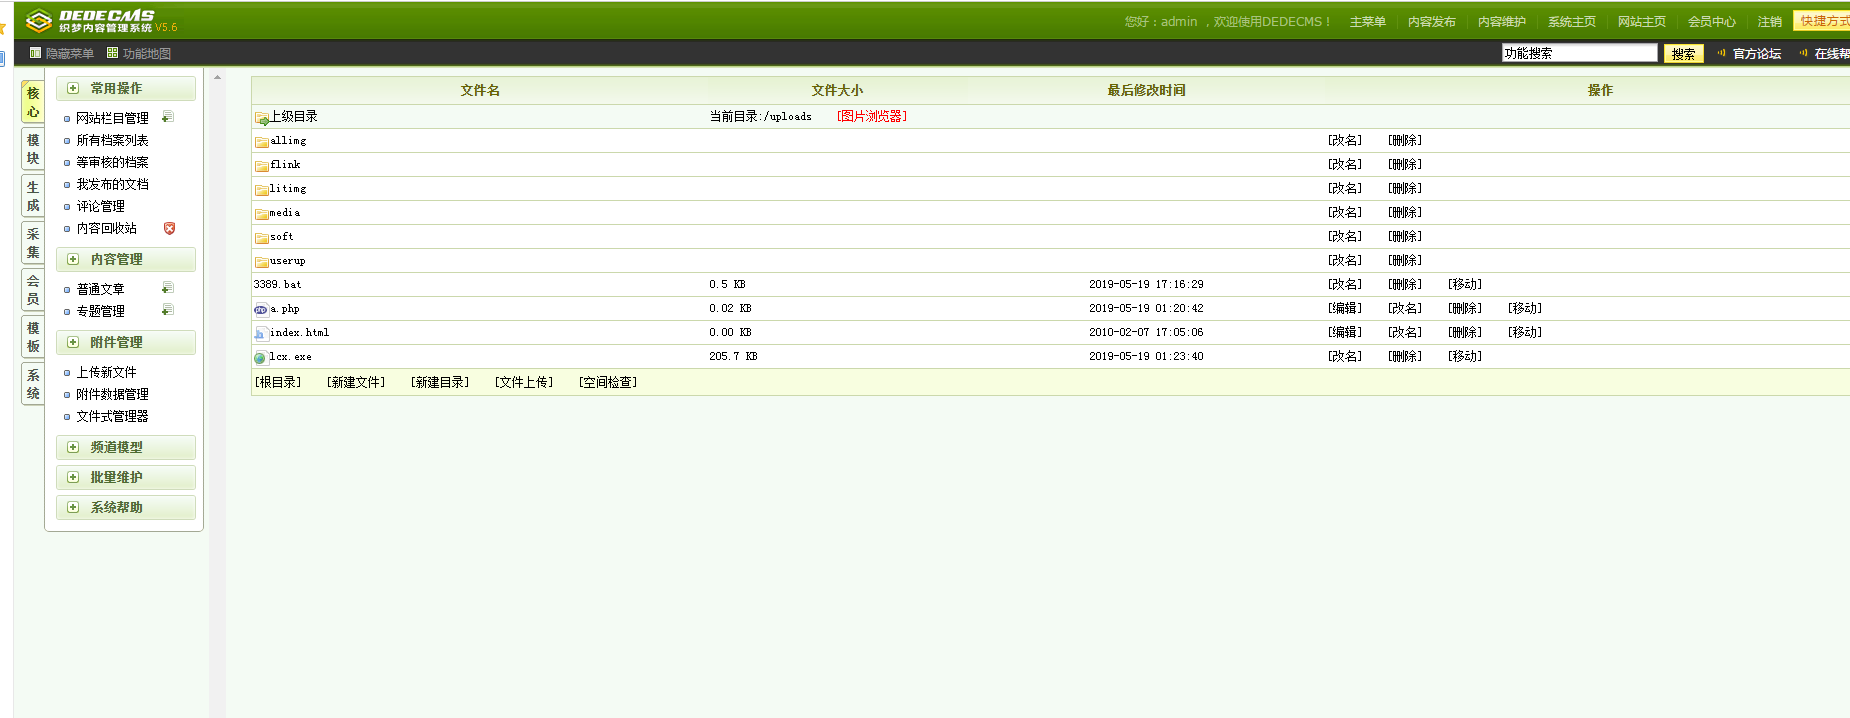 DEDECMS
织梦内容管理系统 V5.6
您好：admin ，欢迎使用DEDECMS！ 主菜单 内容发布 内容维护 系统主页 网站主页 会员中心 注销 快捷方式
隐藏菜单 功能地图 功能搜索 搜索 官方论坛 在线帮
核心
模块
生成
采集
会员
模板
系统
常用操作
网站栏目管理
所有档案列表
等审核的档案
我发布的文档
评论管理
内容回收站
内容管理
普通文章
专题管理
附件管理
上传新文件
附件数据管理
文件式管理器
频道模型
批量维护
系统帮助
文件名 文件大小 最后修改时间 操作
上级目录 当前目录:/uploads [图片浏览器]
allimg [改名] [删除]
flink [改名] [删除]
litimg [改名] [删除]
media [改名] [删除]
soft [改名] [删除]
userup [改名] [删除]
3389.bat 0.5 KB 2019-05-19 17:16:29 [改名] [删除] [移动]
a.php 0.02 KB 2019-05-19 01:20:42 [编辑] [改名] [删除] [移动]
index.html 0.00 KB 2010-02-07 17:05:06 [编辑] [改名] [删除] [移动]
lcx.exe 205.7 KB 2019-05-19 01:23:40 [改名] [删除] [移动]
[根目录] [新建文件] [新建目录] [文件上传] [空间检查]